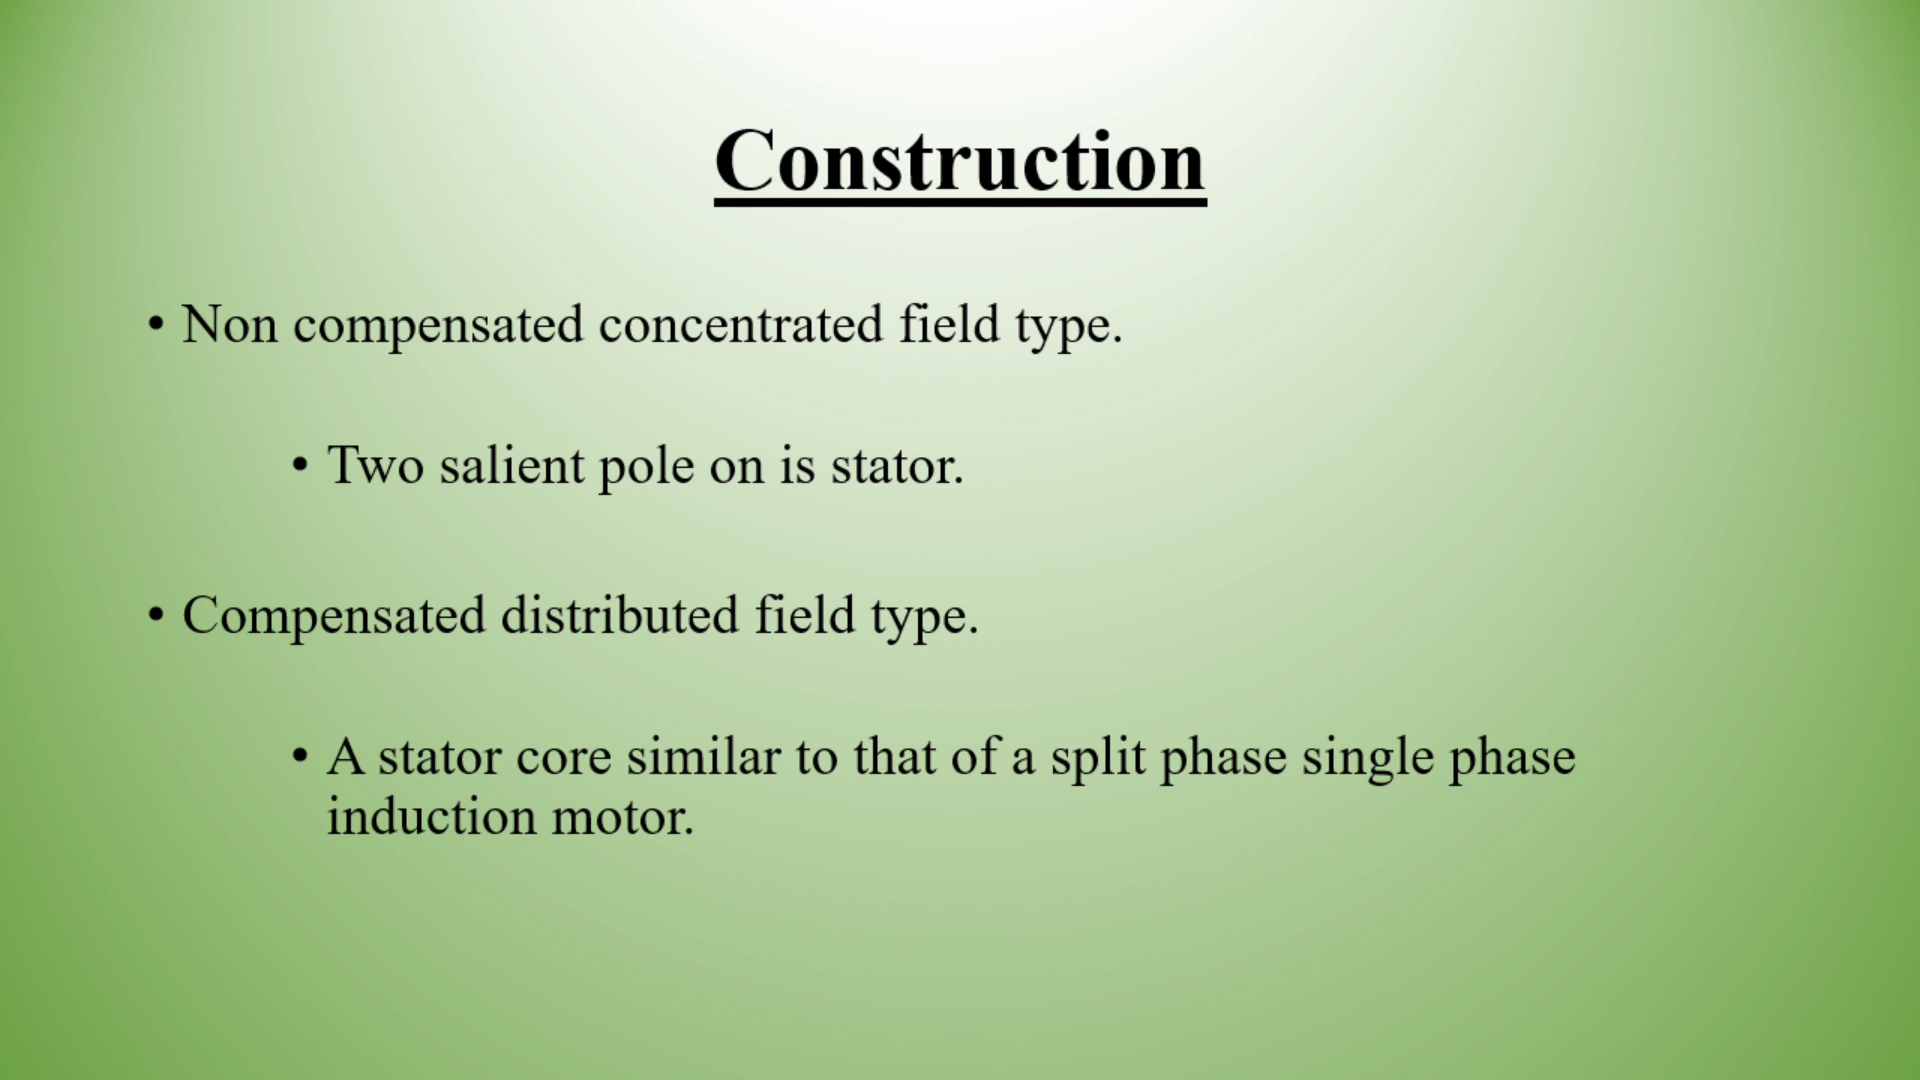 Construction
• Non compensated concentrated field type.
• Two salient pole on is stator.
• Compensated distributed field type.
• A stator core similar to that of a split phase single phase
induction motor.